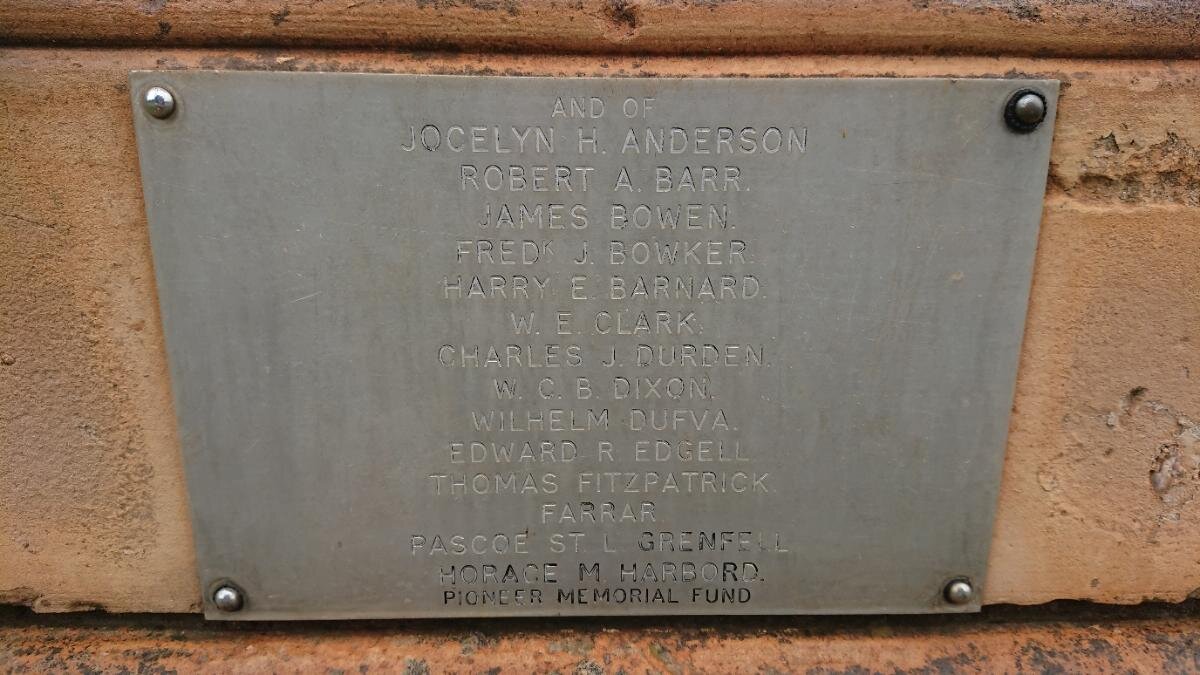 AND OF
JOCELYN H. ANDERSON
ROBERT A. BARR.
JAMES BOWEN.
FREDK J. BOWKER.
HARRY E. BARNARD.
W. E. CLARK.
CHARLES J. DURDEN.
W. C. B. DIXON.
WILHELM DUFVA.
EDWARD R. EDGELL
THOMAS FITZPATRICK.
FARRAR.
PASCOE ST. L GRENFELL
HORACE M. HARBORD.
PIONEER MEMORIAL FUND